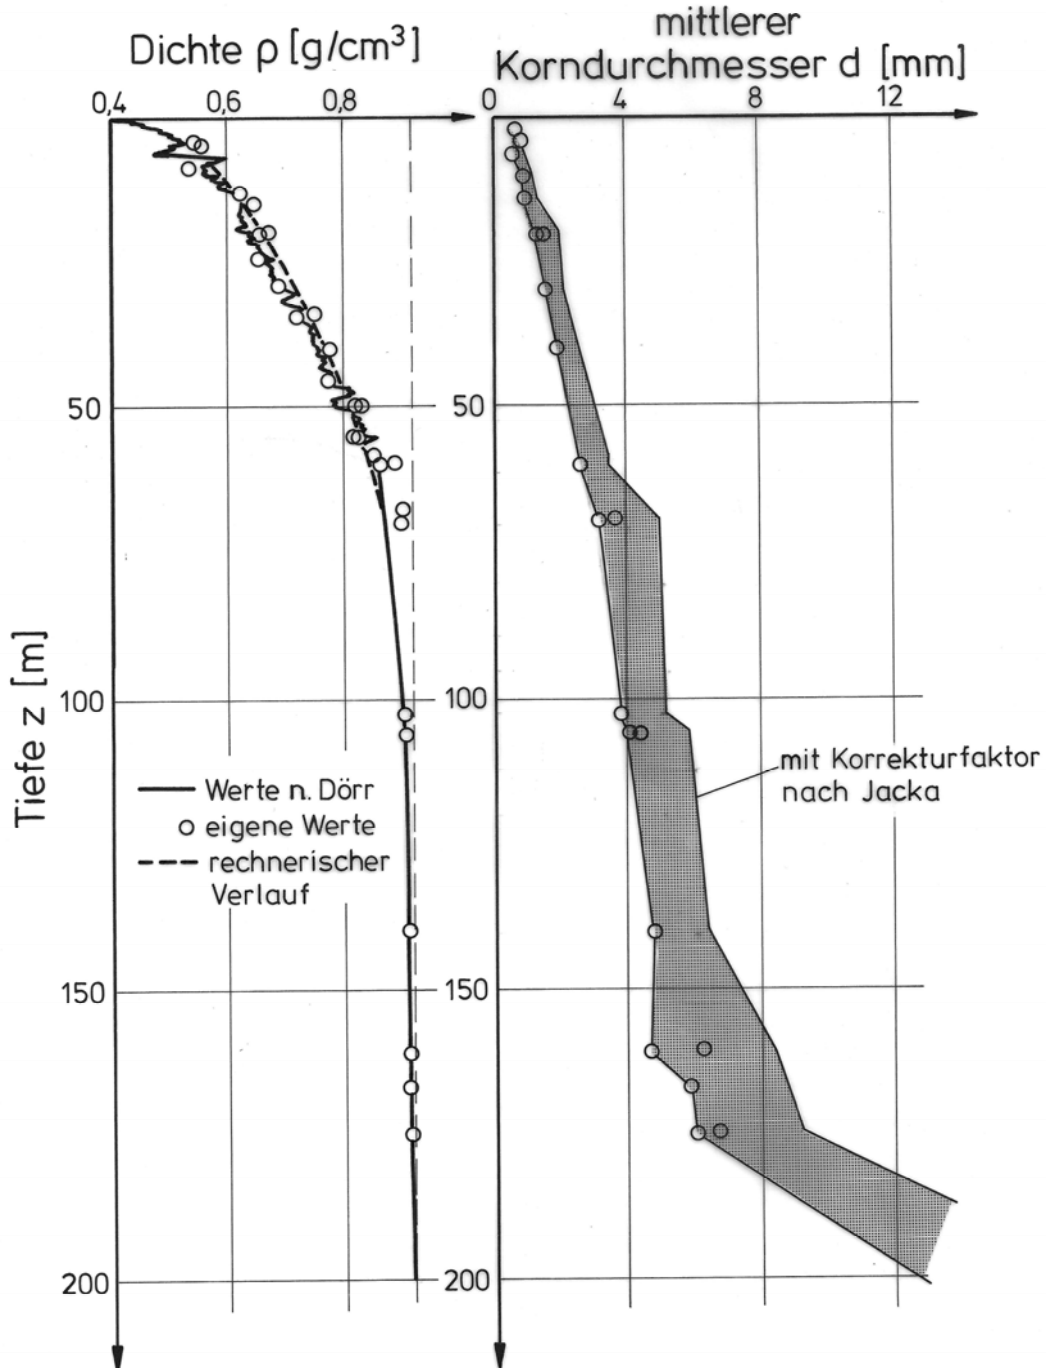 Dichte ρ [g/cm³]
0,4 0,6 0,8
mittlerer
Korndurchmesser d [mm]
0 4 8 12
Tiefe z [m]
50
100
150
200
Werte n. Dörr
eigene Werte
rechnerischer
Verlauf
50
100
150
200
mit Korrekturfaktor
nach Jacka